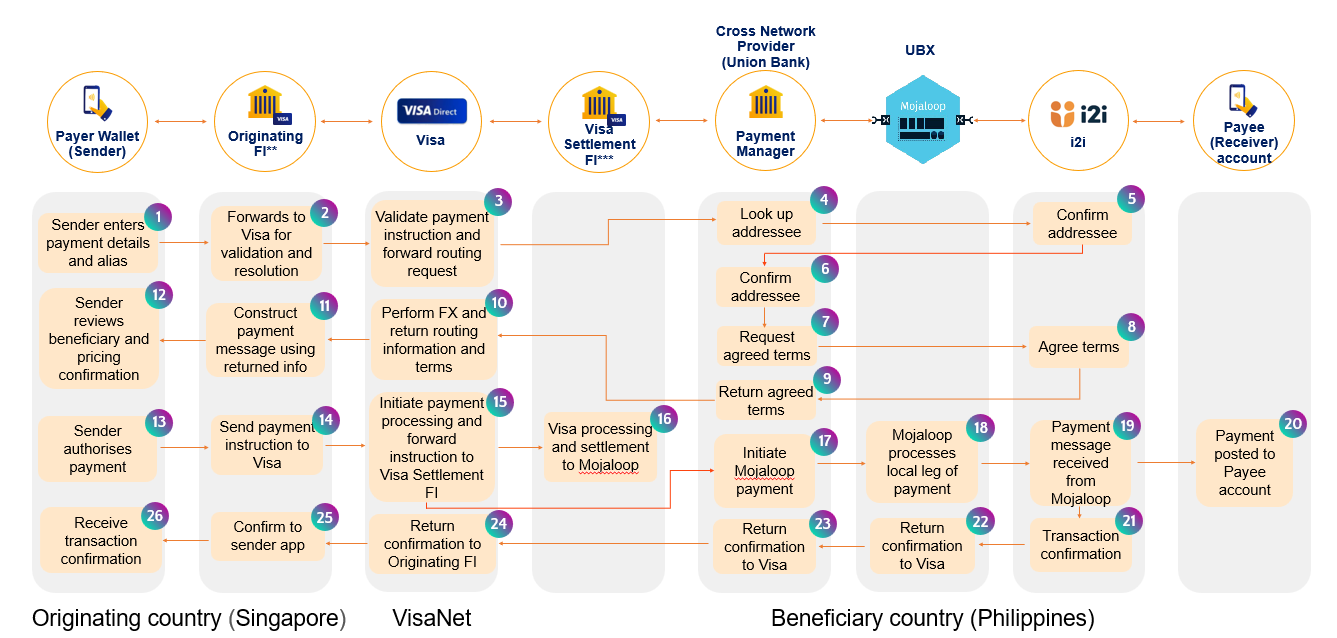 Cross Network
Provider
(Union Bank)
UBX
Payer Wallet
(Sender)
VISA
Originating
FI**
VISA Direct
Visa
VISA
Visa
Settlement
FI***
Payment
Manager
Mojaloop
i2i
i2i
Payee
(Receiver)
account
1
Sender enters
payment details
and alias
2
Forwards to
Visa for
validation and
resolution
3
Validate payment
instruction and
forward routing
request
4
Look up
addressee
5
Confirm
addressee
6
Confirm
addressee
7
Request
agreed terms
8
Agree terms
9
Return agreed
terms
10
Perform FX and
return routing
information and
terms
11
Construct
payment
message using
returned info
12
Sender
reviews
beneficiary and
pricing
confirmation
13
Sender
authorises
payment
14
Send payment
instruction to
Visa
15
Initiate payment
processing and
forward
instruction to
Visa Settlement
FI
16
Visa processing
and settlement
to Mojaloop
17
Initiate
Mojaloop
payment
18
Mojaloop
processes
local leg of
payment
19
Payment
message
received
from
Mojaloop
20
Payment
posted to
Payee
account
21
Transaction
confirmation
22
Return
confirmation
to Visa
23
Return
confirmation
to Visa
24
Return
confirmation to
Originating FI
25
Confirm to
sender app
26
Receive
transaction
confirmation
Originating country (Singapore)
VisaNet
Beneficiary country (Philippines)